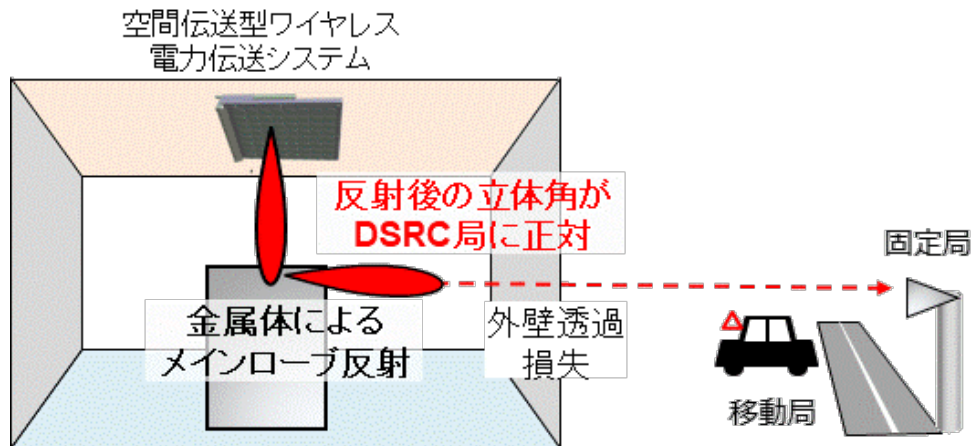 空間伝送型ワイヤレス
電力伝送システム
反射後の立体角が
DSRC局に正対
固定局
金属体による
メインローブ反射
外壁透過
損失
移動局